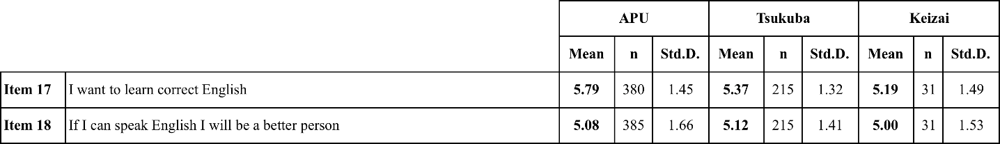 APU Tsukuba Keizai
Mean n Std.D. Mean n Std.D. Mean n Std.D.
Item 17 I want to learn correct English 5.79 380 1.45 5.37 215 1.32 5.19 31 1.49
Item 18 If I can speak English I will be a better person 5.08 385 1.66 5.12 215 1.41 5.00 31 1.53